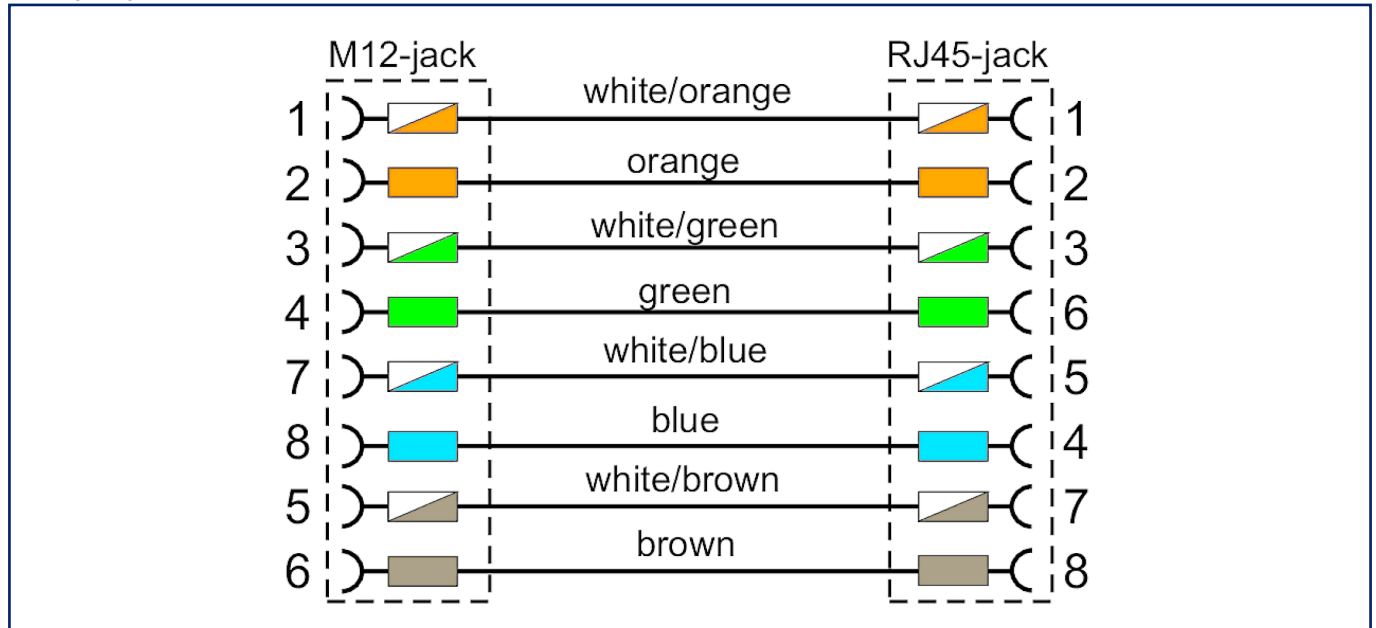 M12-jack RJ45-jack
1 white/orange 1
2 orange 2
3 white/green 3
4 green 6
7 white/blue 5
8 blue 4
5 white/brown 7
6 brown 8